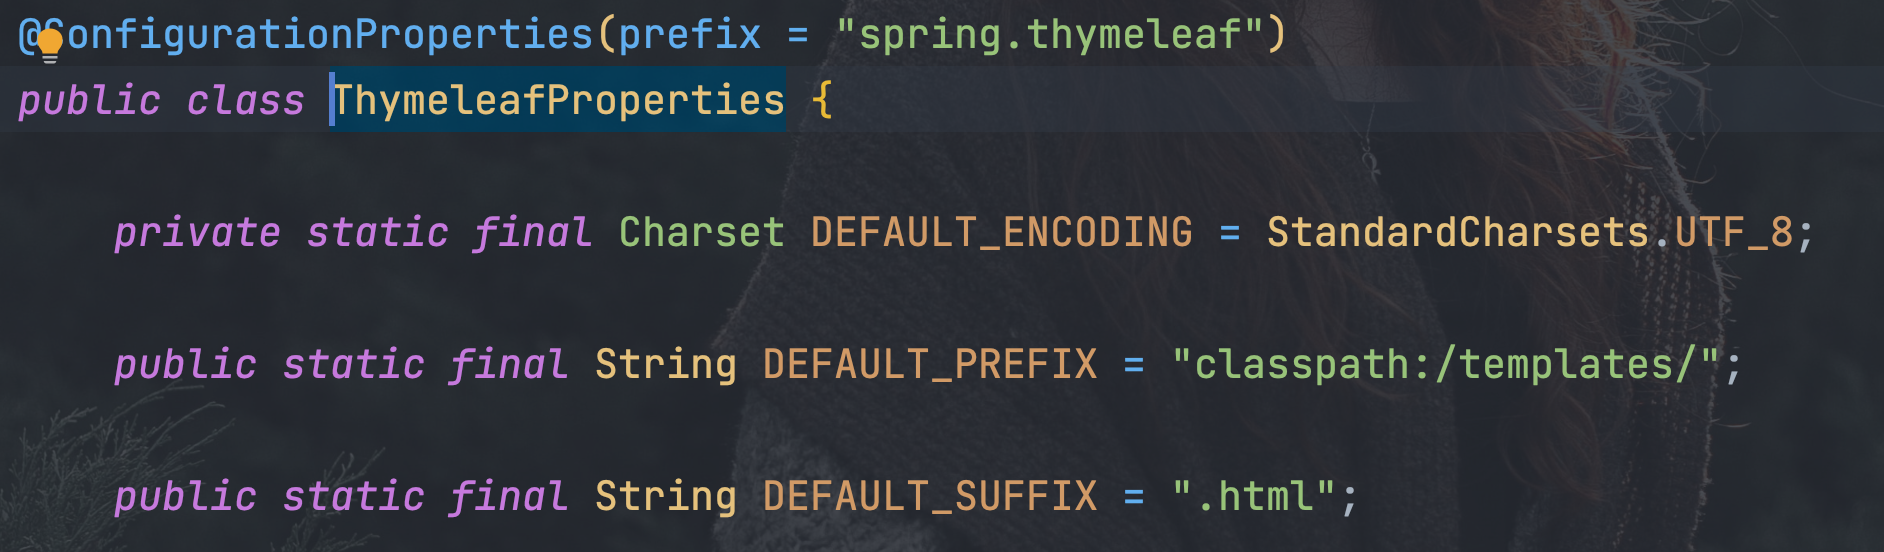 @ConfigurationProperties(prefix = "spring.thymeleaf")
public class ThymeleafProperties {
private static final Charset DEFAULT_ENCODING = StandardCharsets.UTF_8;
public static final String DEFAULT_PREFIX = "classpath:/templates/";
public static final String DEFAULT_SUFFIX = ".html";